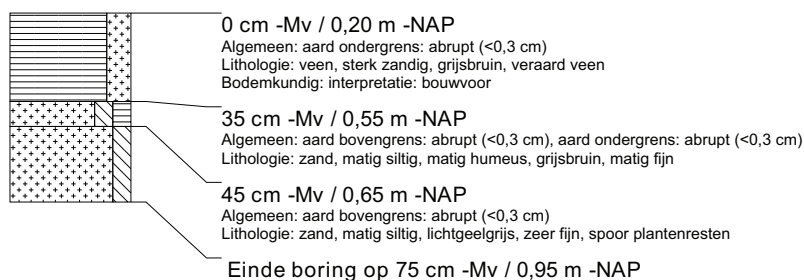 0 cm -Mv / 0,20 m -NAP
Algemeen: aard ondergrens: abrupt (<0,3 cm)
Lithologie: veen, sterk zandig, grijsbruin, veraard veen
Bodemkundig: interpretatie: bouwvoor
35 cm -Mv / 0,55 m -NAP
Algemeen: aard bovengrens: abrupt (<0,3 cm), aard ondergrens: abrupt (<0,3 cm)
Lithologie: zand, matig siltig, matig humeus, grijsbruin, matig fijn
45 cm -Mv / 0,65 m -NAP
Algemeen: aard bovengrens: abrupt (<0,3 cm)
Lithologie: zand, matig siltig, lichtgeelgrijs, zeer fijn, spoor plantenresten
Einde boring op 75 cm -Mv / 0,95 m -NAP